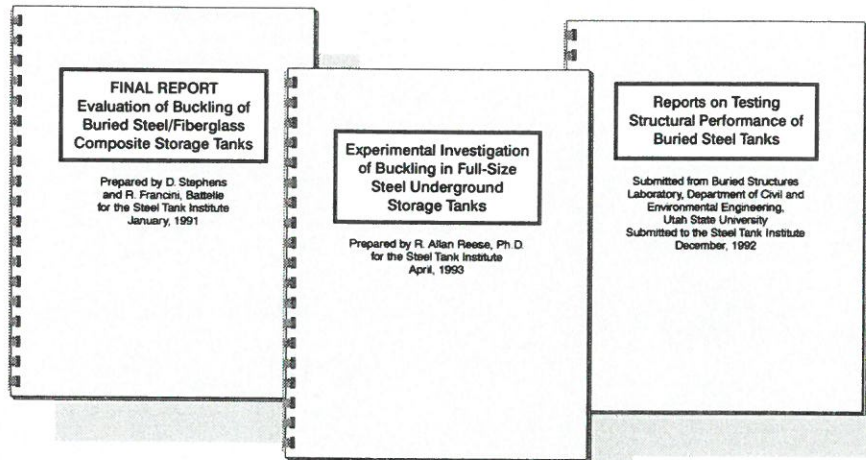 FINAL REPORT
Evaluation of Buckling of
Buried Steel/Fiberglass
Composite Storage Tanks
Prepared by D. Stephens
and R. Francini, Battelle
for the Steel Tank Institute
January, 1991
Experimental Investigation
of Buckling in Full-Size
Steel Underground
Storage Tanks
Prepared by R. Allan Reese, Ph.D.
for the Steel Tank Institute
April, 1993
Reports on Testing
Structural Performance of
Buried Steel Tanks
Submitted from Buried Structures
Laboratory, Department of Civil and
Environmental Engineering,
Utah State University
Submitted to the Steel Tank Institute
December, 1992